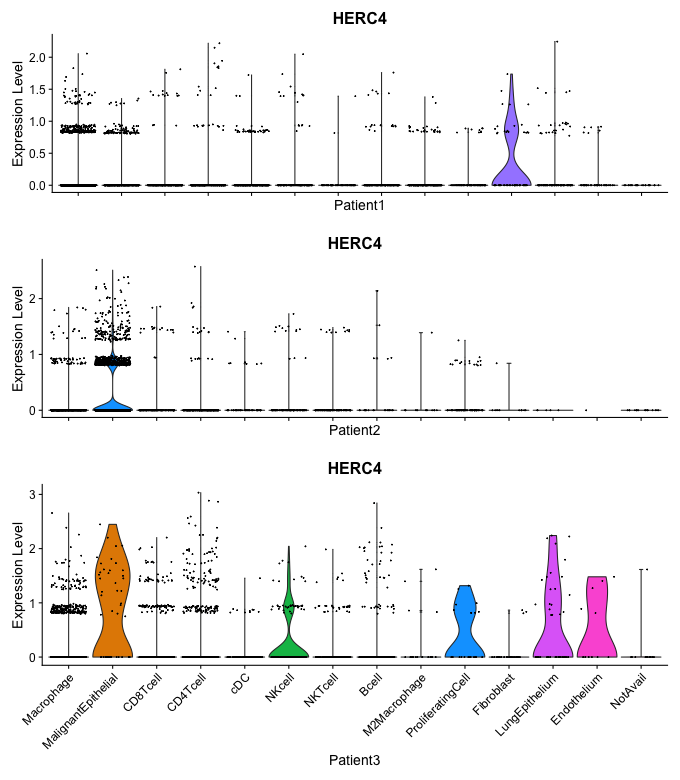 HERC4
Expression Level
2.0
1.5
1.0
0.5
0.0
Patient1
HERC4
Expression Level
2
1
0
Patient2
HERC4
Expression Level
3
2
1
0
Macrophage
MalignantEpithelial
CD8Tcell
CD4Tcell
cDC
NKcell
NKTcell
Bcell
M2Macrophage
ProliferatingCell
Fibroblast
LungEpithelium
Endothelium
NotAvail
Patient3